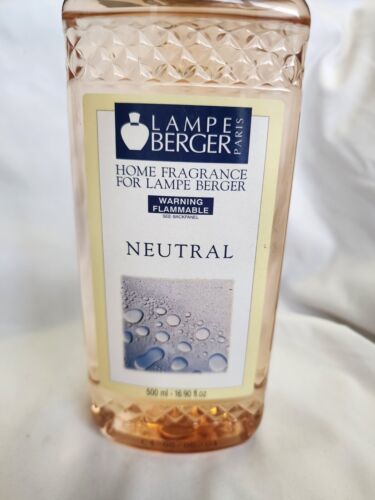 LAMPE
BERGER
PARIS
HOME FRAGRANCE
FOR LAMPE BERGER
WARNING
FLAMMABLE
SEE BACKPANEL
NEUTRAL
500 ml - 16.90 fl oz